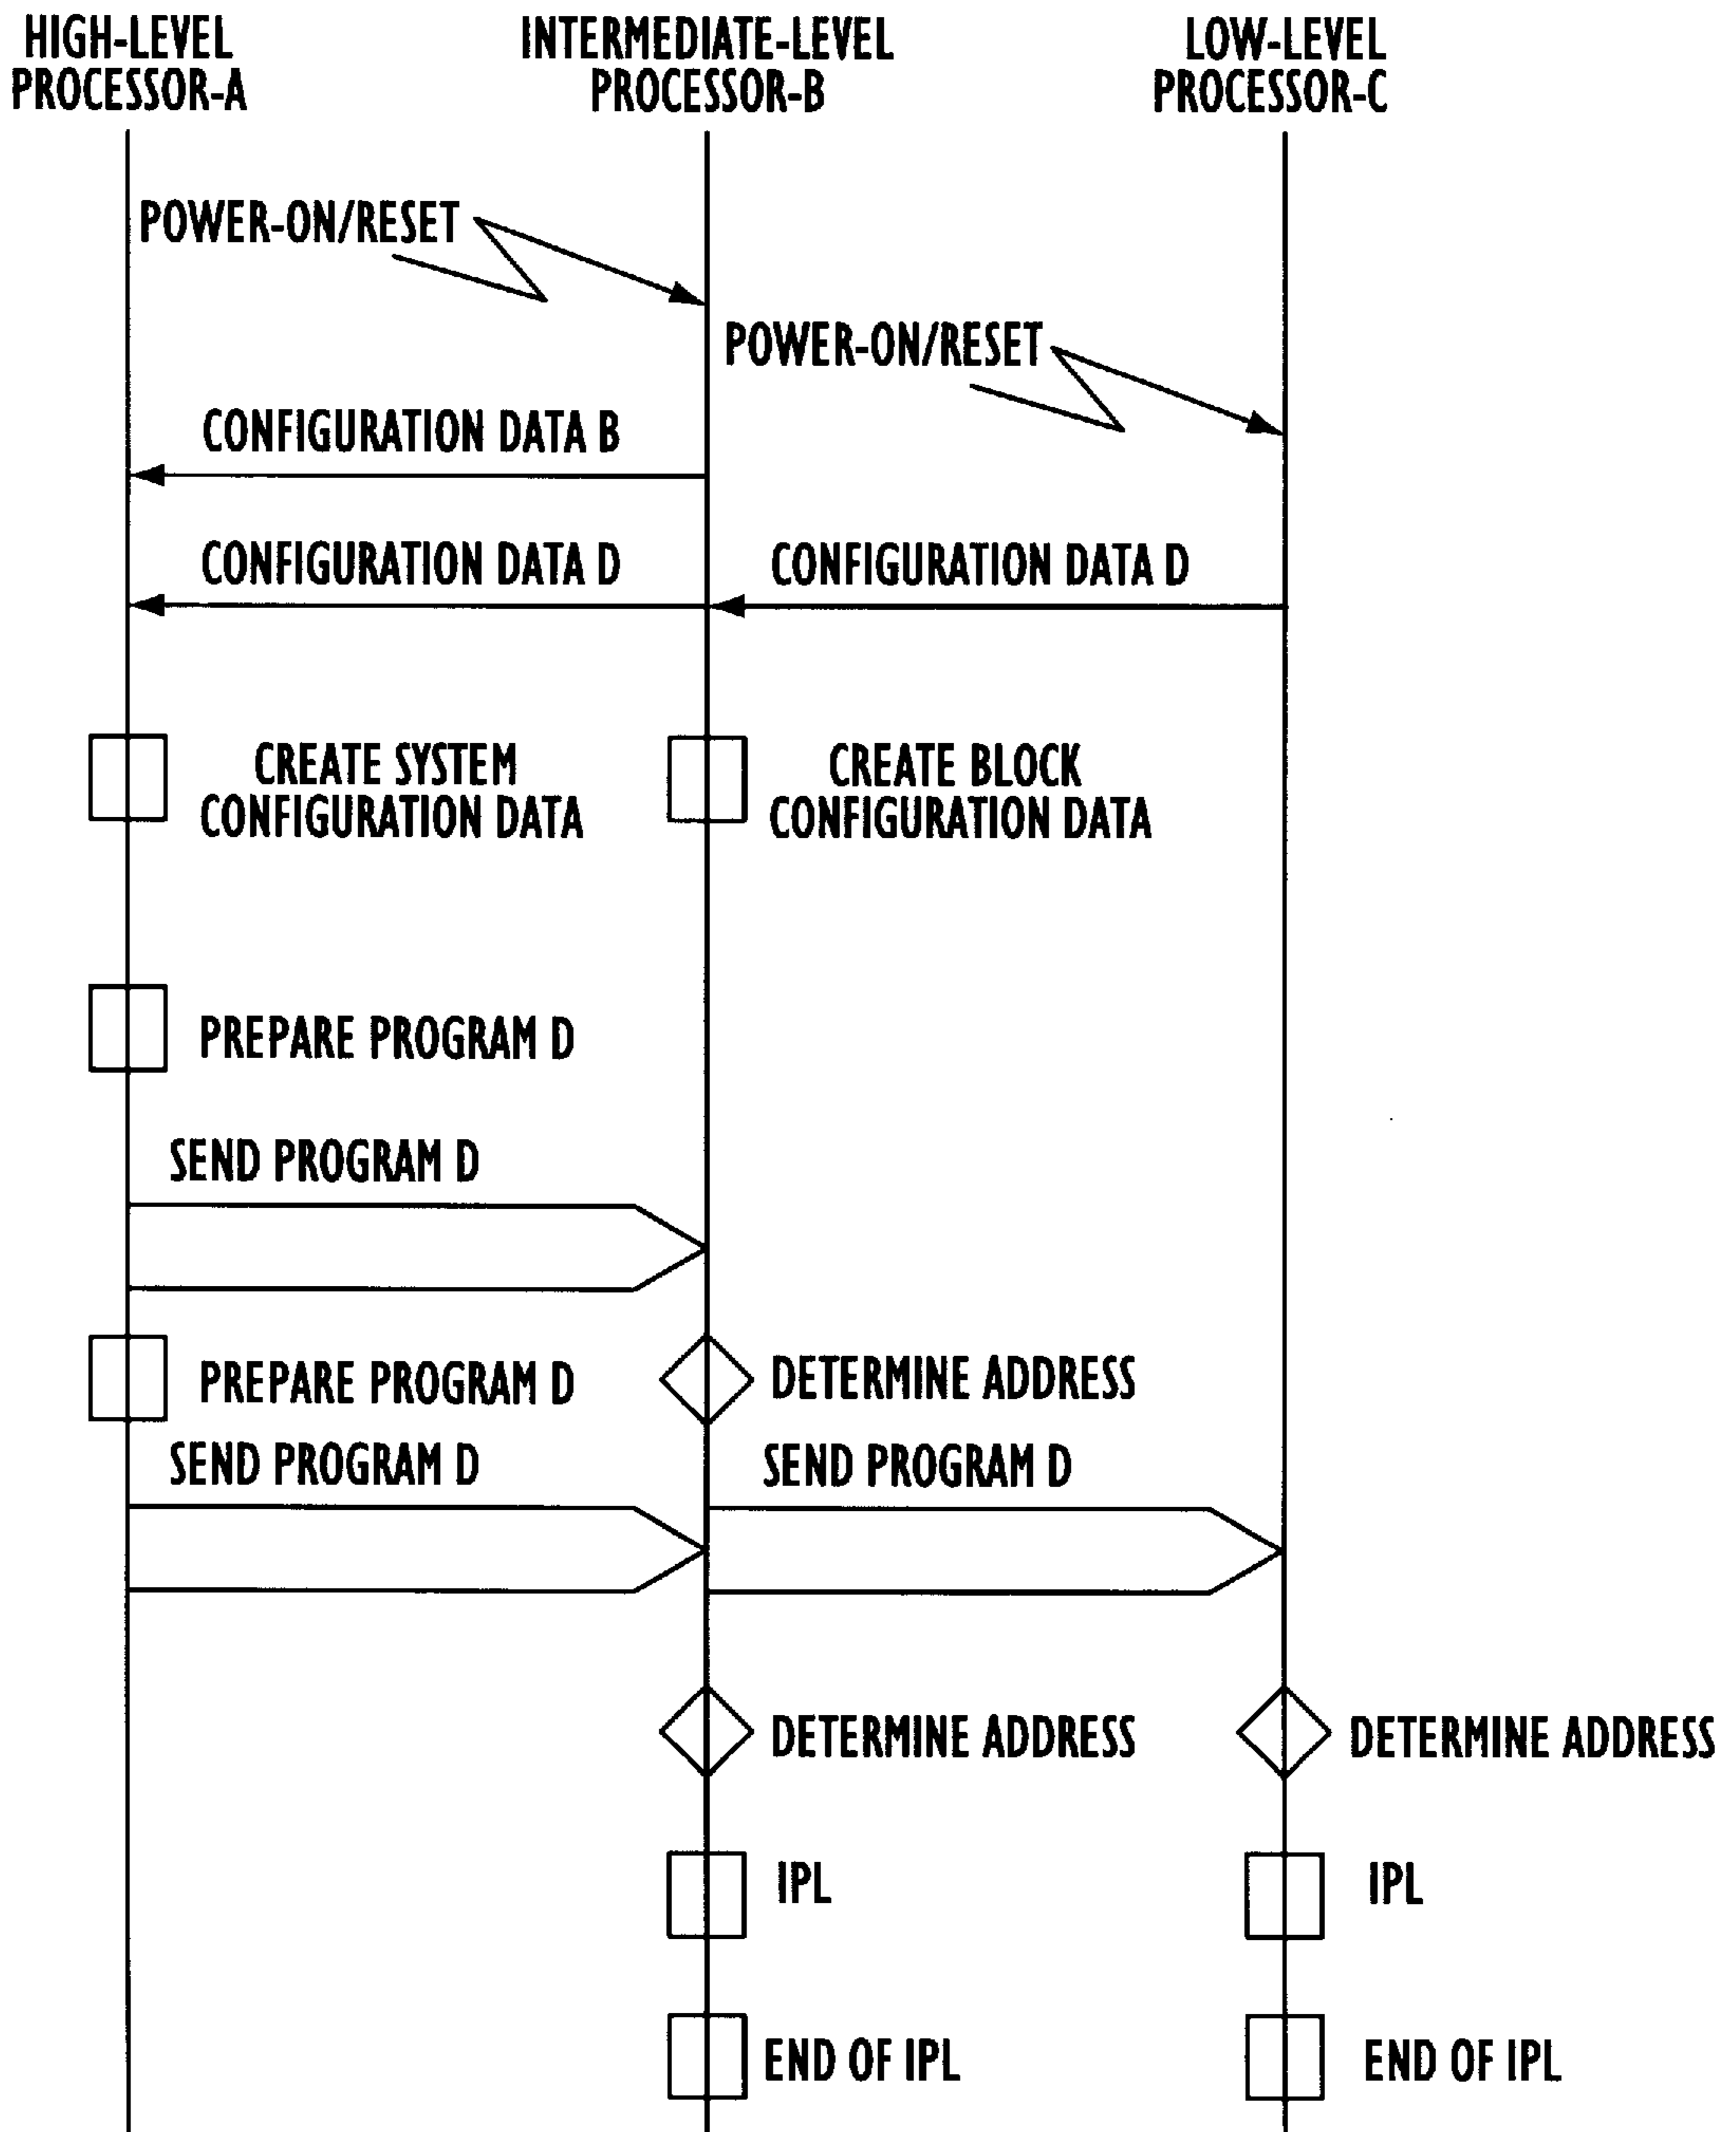 HIGH-LEVEL
PROCESSOR-A
INTERMEDIATE-LEVEL
PROCESSOR-B
LOW-LEVEL
PROCESSOR-C
POWER-ON/RESET
POWER-ON/RESET
CONFIGURATION DATA B
CONFIGURATION DATA D
CONFIGURATION DATA D
CREATE SYSTEM
CONFIGURATION DATA
CREATE BLOCK
CONFIGURATION DATA
PREPARE PROGRAM D
SEND PROGRAM D
PREPARE PROGRAM D
DETERMINE ADDRESS
SEND PROGRAM D
SEND PROGRAM D
DETERMINE ADDRESS
DETERMINE ADDRESS
IPL
IPL
END OF IPL
END OF IPL